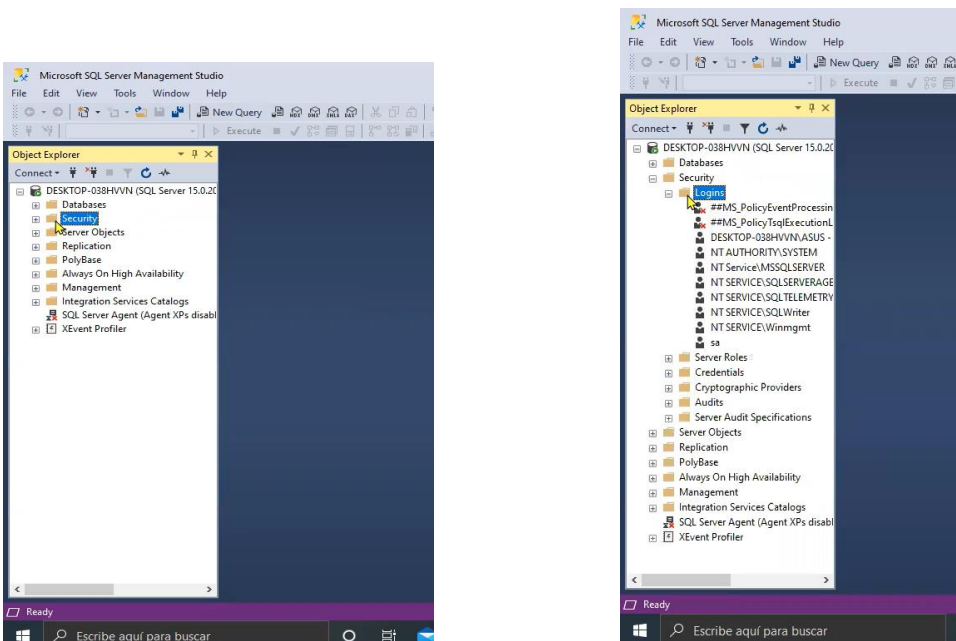 Microsoft SQL Server Management Studio
File Edit View Tools Window Help
New Query
Execute
Object Explorer
Connect
DESKTOP-038HVVN (SQL Server 15.0.20
Databases
Security
Server Objects
Replication
PolyBase
Always On High Availability
Management
Integration Services Catalogs
SQL Server Agent (Agent XPs disabl
XEvent Profiler
Ready
Escribe aquí para buscar
Microsoft SQL Server Management Studio
File Edit View Tools Window Help
New Query
Execute
Object Explorer
Connect
DESKTOP-038HVVN (SQL Server 15.0.20
Databases
Security
Logins
##MS_PolicyEventProcessin
##MS_PolicyTsqlExecutionL
DESKTOP-038HVVN\ASUS -
NT AUTHORITY\SYSTEM
NT Service\MSSQLSERVER
NT SERVICE\SQLSERVERAGE
NT SERVICE\SQLTELEMETRY
NT SERVICE\SQLWriter
NT SERVICE\Winmgmt
sa
Server Roles
Credentials
Cryptographic Providers
Audits
Server Audit Specifications
Server Objects
Replication
PolyBase
Always On High Availability
Management
Integration Services Catalogs
SQL Server Agent (Agent XPs disabl
XEvent Profiler
Ready
Escribe aquí para buscar